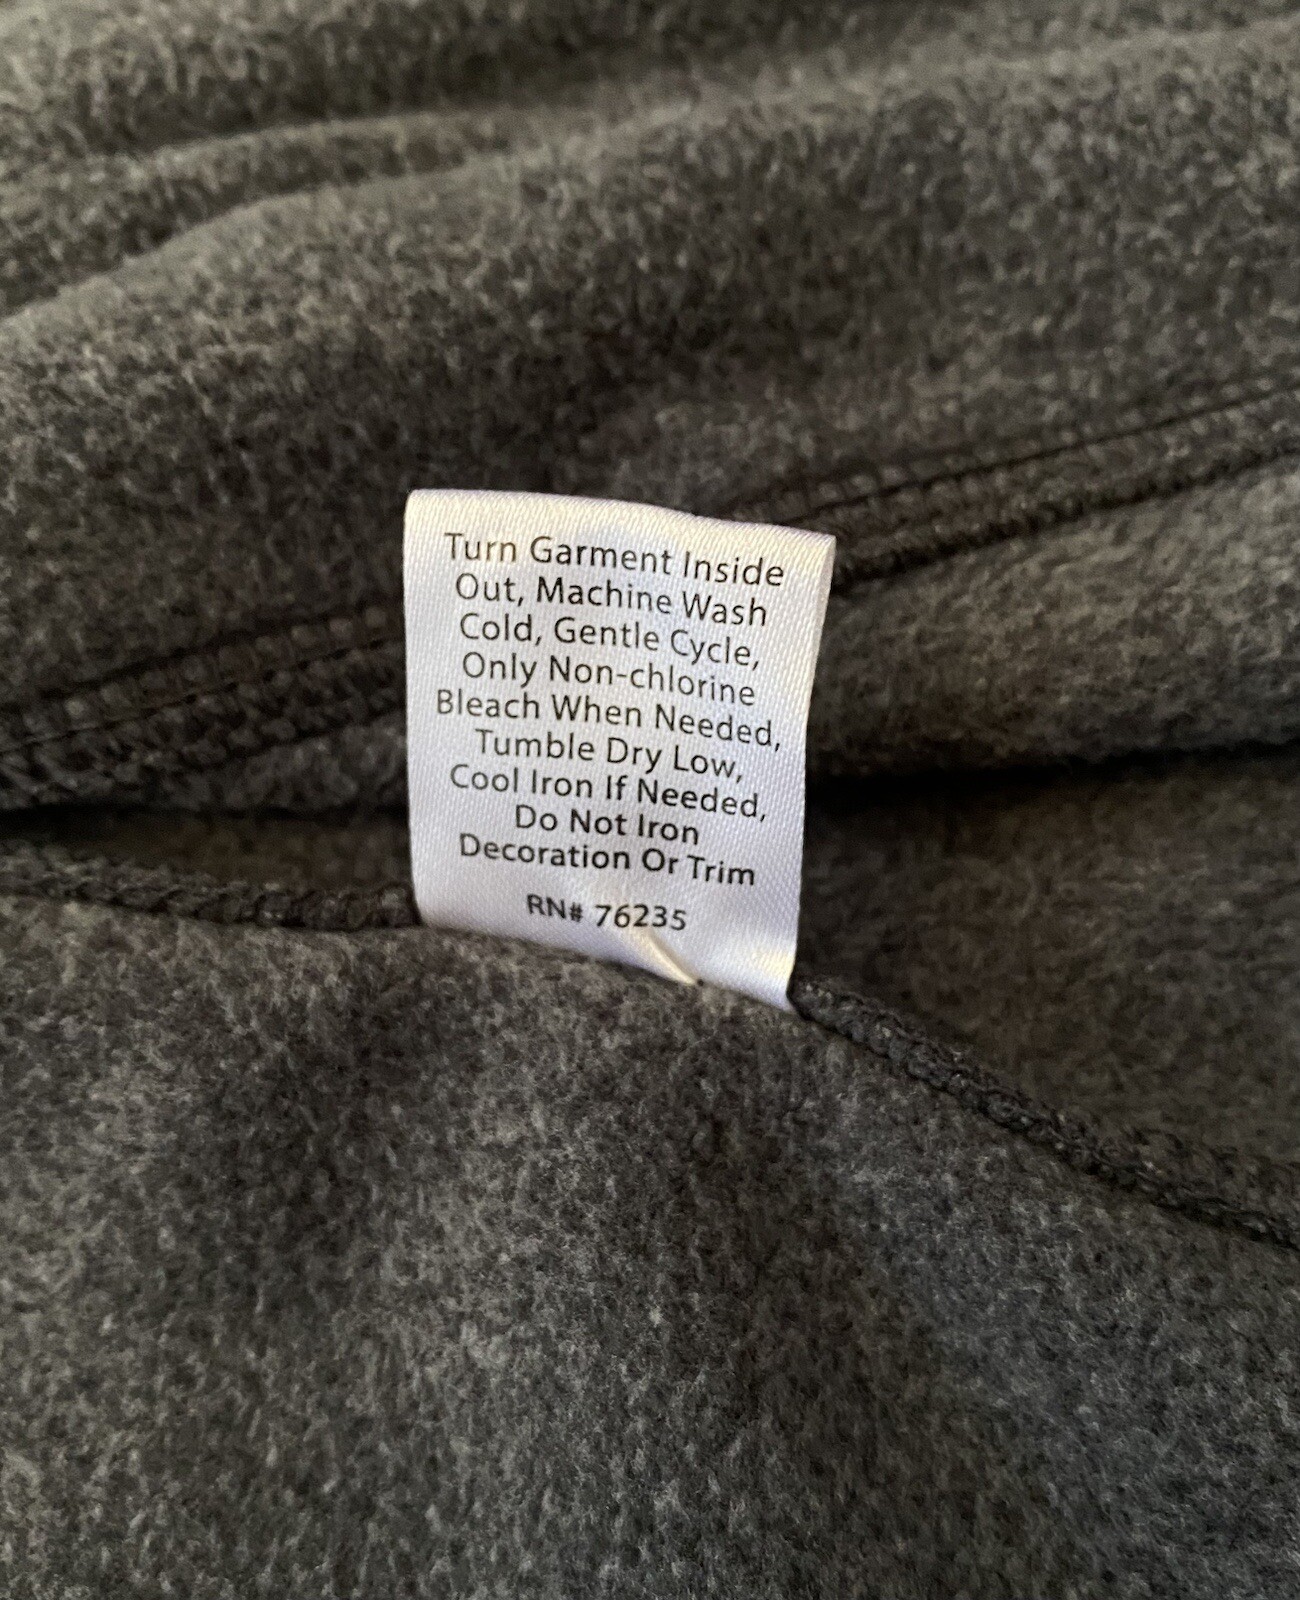 Turn Garment Inside
Out, Machine Wash
Cold, Gentle Cycle,
Only Non-chlorine
Bleach When Needed,
Tumble Dry Low,
Cool Iron If Needed,
Do Not Iron
Decoration Or Trim
RN# 76235